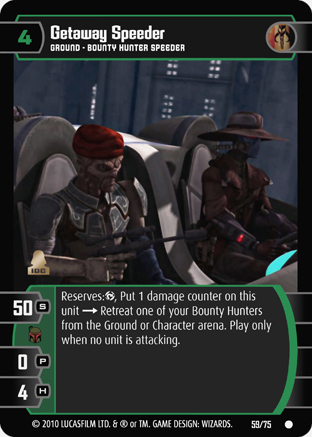 4
Getaway Speeder
GROUND - BOUNTY HUNTER SPEEDER
IDC
50 S
Reserves: , Put 1 damage counter on this
unit → Retreat one of your Bounty Hunters
from the Ground or Character arena. Play only
when no unit is attacking.
0 P
4 H
© 2010 LUCASFILM LTD. & ® or TM. GAME DESIGN: WIZARDS.
59/75